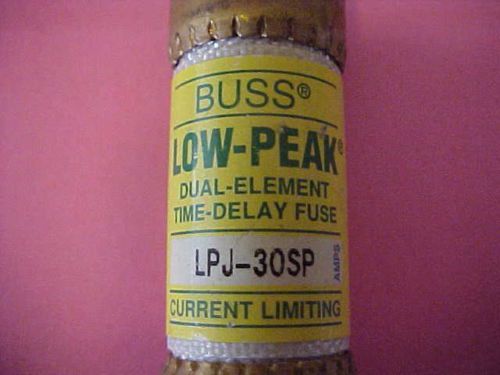 BUSS®
LOW-PEAK®
DUAL-ELEMENT
TIME-DELAY FUSE
LPJ-30SP
AMPS
CURRENT LIMITING